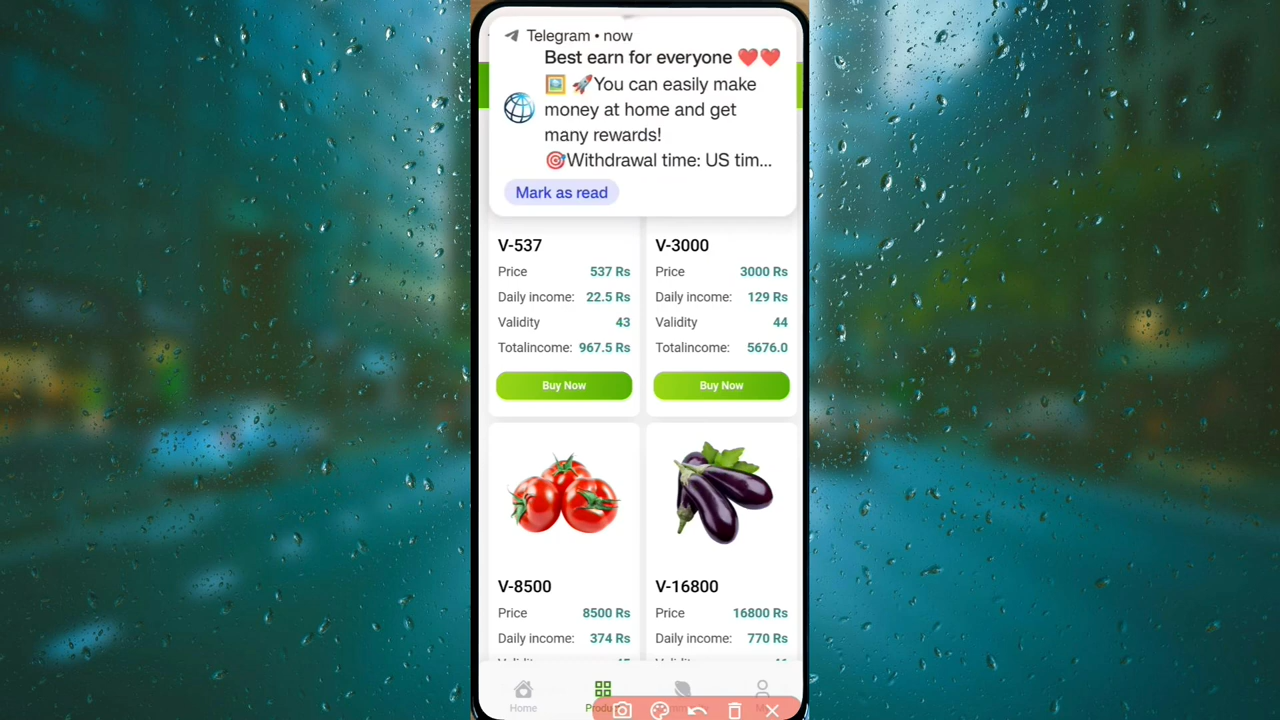 Telegram • now
Best earn for everyone ❤️❤️
🖼️ 🚀You can easily make
money at home and get
many rewards!
🎯Withdrawal time: US tim...
Mark as read
V-537
Price 537 Rs
Daily income: 22.5 Rs
Validity 43
Totalincome: 967.5 Rs
Buy Now
V-3000
Price 3000 Rs
Daily income: 129 Rs
Validity 44
Totalincome: 5676.0
Buy Now
V-8500
Price 8500 Rs
Daily income: 374 Rs
V-16800
Price 16800 Rs
Daily income: 770 Rs
Home